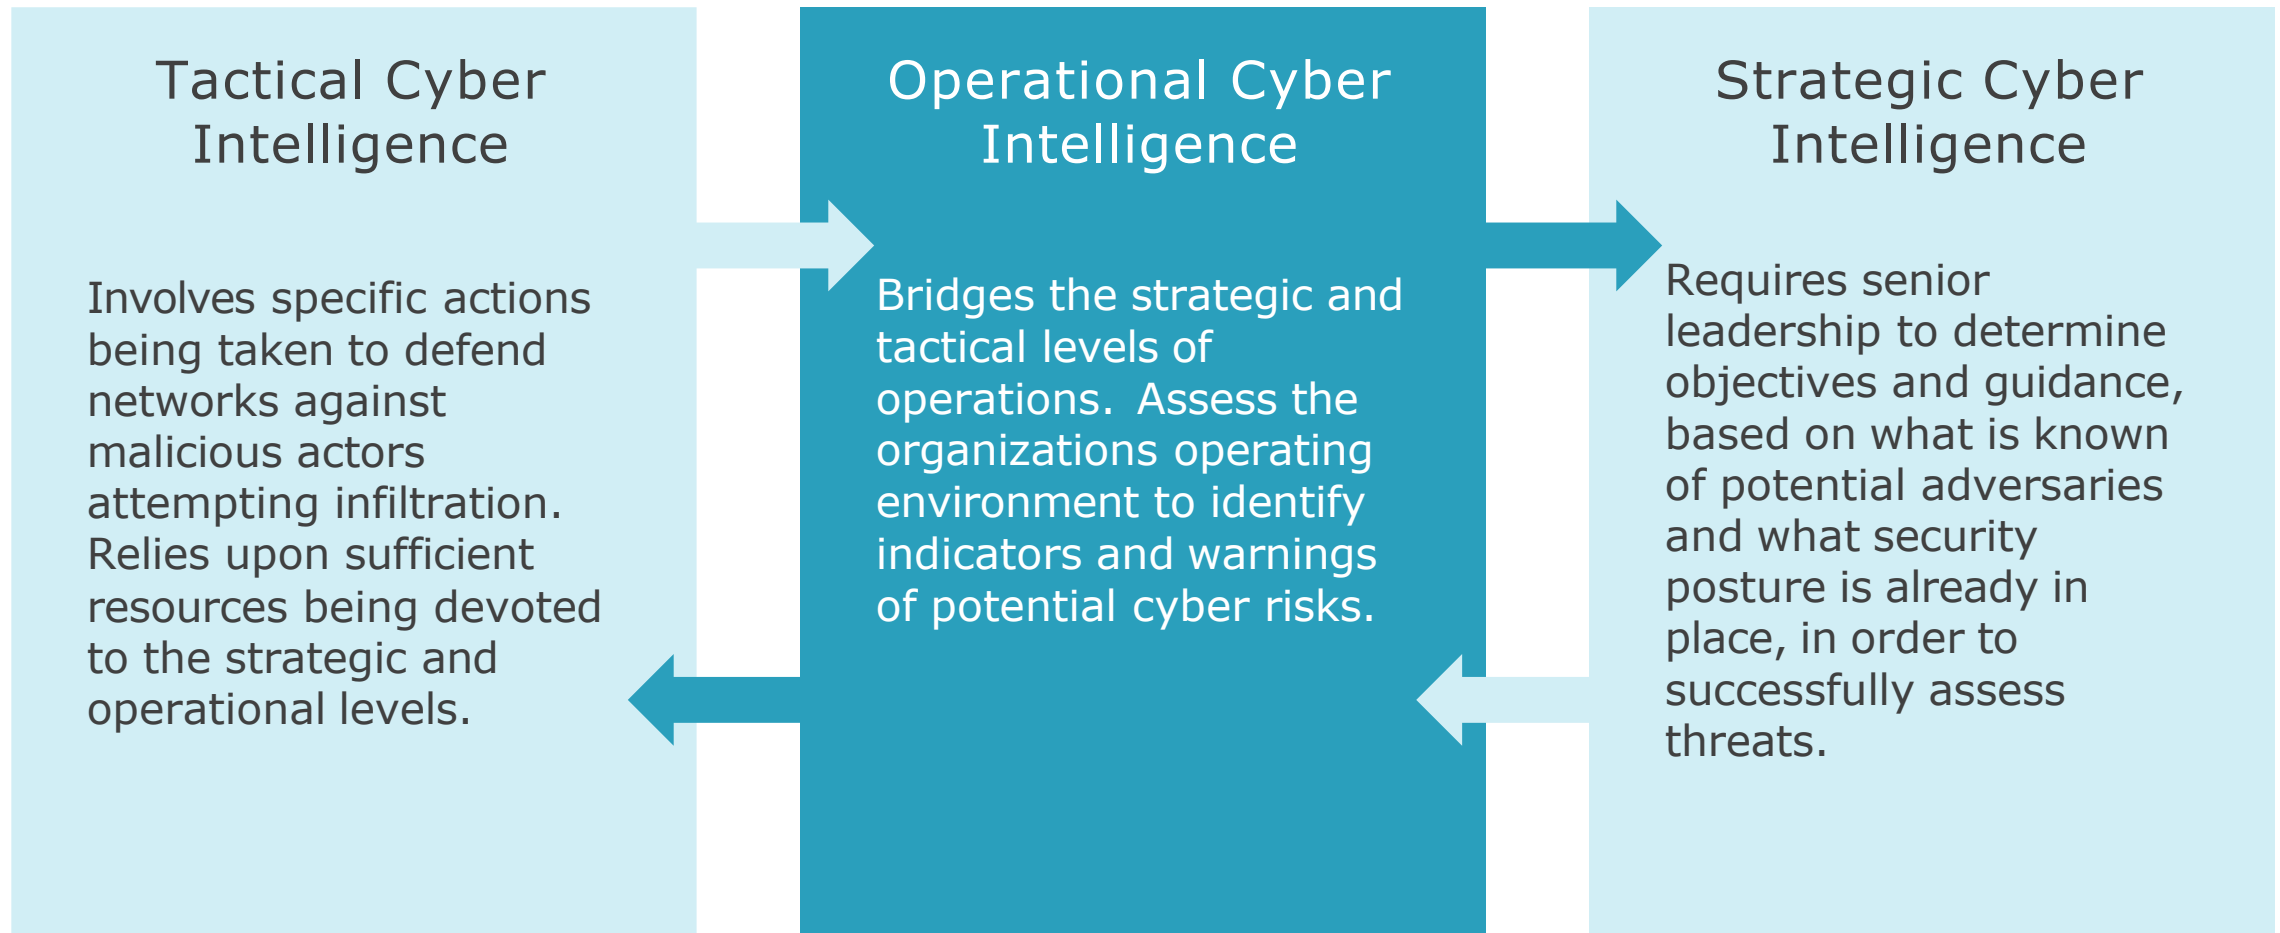 Tactical Cyber
Intelligence
Involves specific actions
being taken to defend
networks against
malicious actors
attempting infiltration.
Relies upon sufficient
resources being devoted
to the strategic and
operational levels.
Operational Cyber
Intelligence
Bridges the strategic and
tactical levels of
operations. Assess the
organizations operating
environment to identify
indicators and warnings
of potential cyber risks.
Strategic Cyber
Intelligence
Requires senior
leadership to determine
objectives and guidance,
based on what is known
of potential adversaries
and what security
posture is already in
place, in order to
successfully assess
threats.